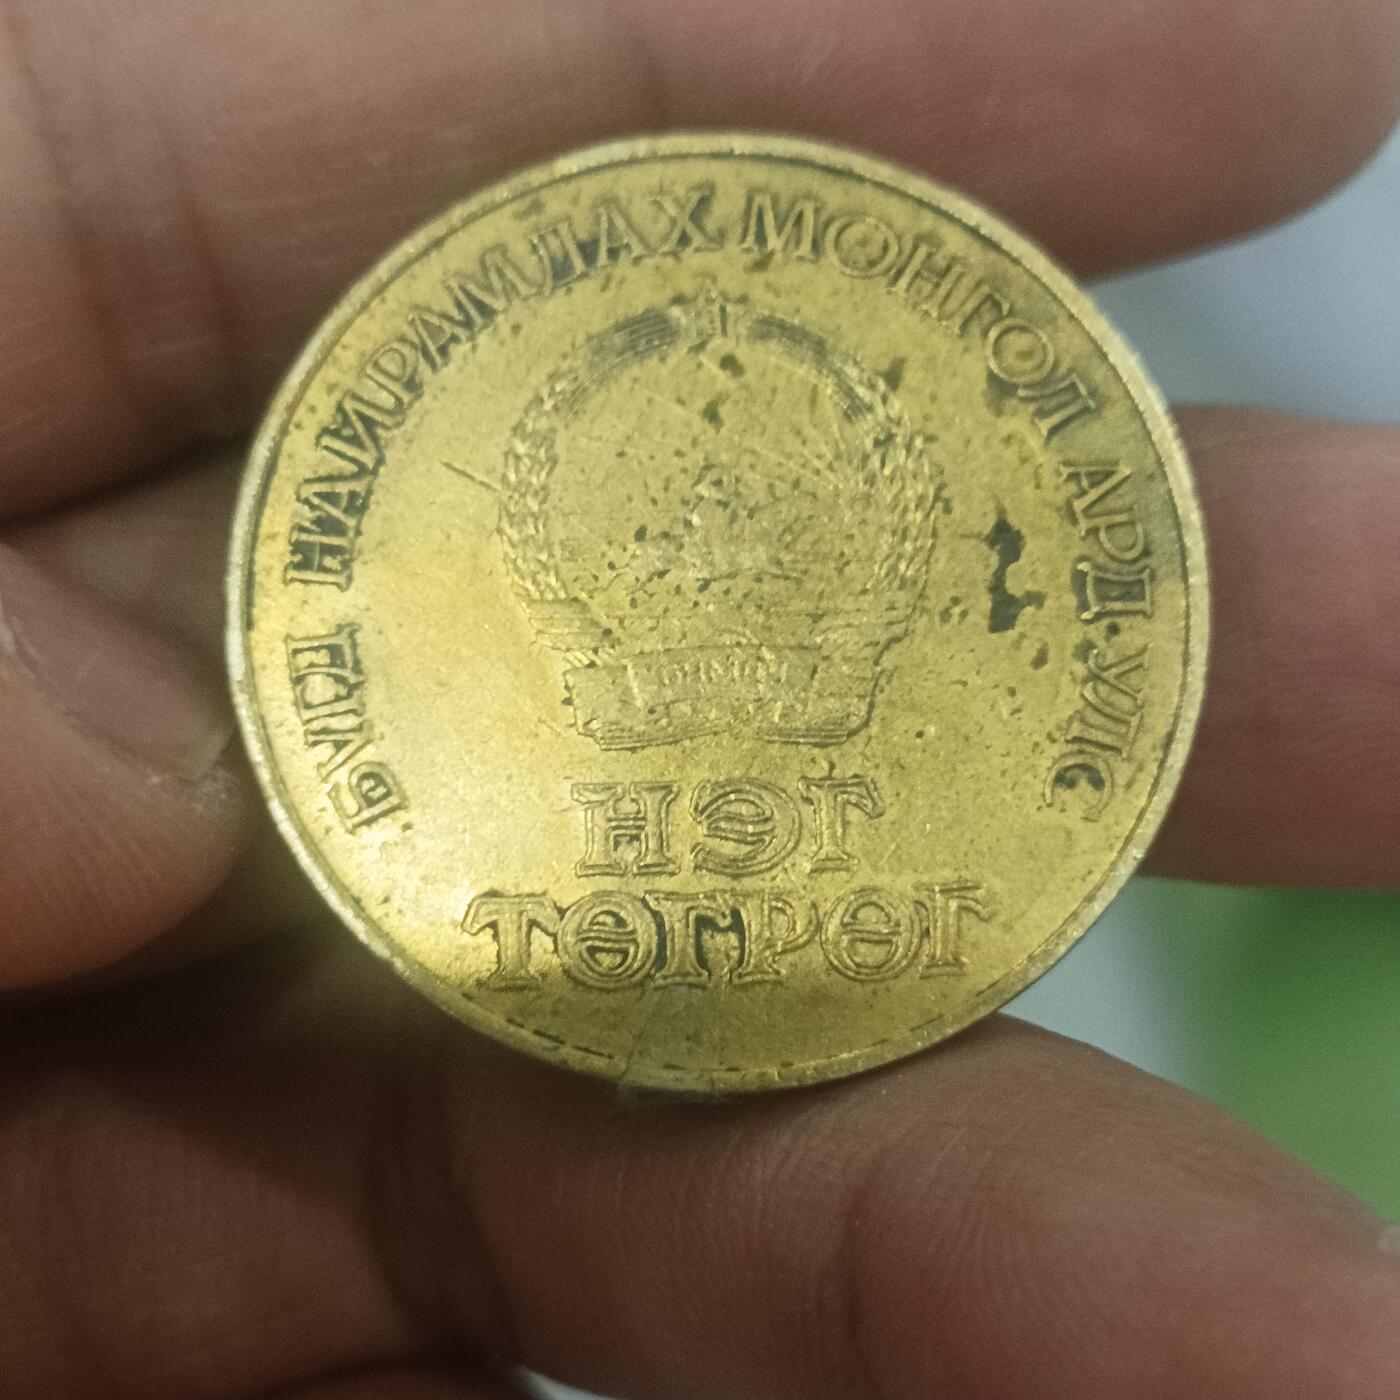 БҮГД НАЙРАМДАХ МОНГОЛ АРД УЛС
НЭГ
ТӨГРӨГ